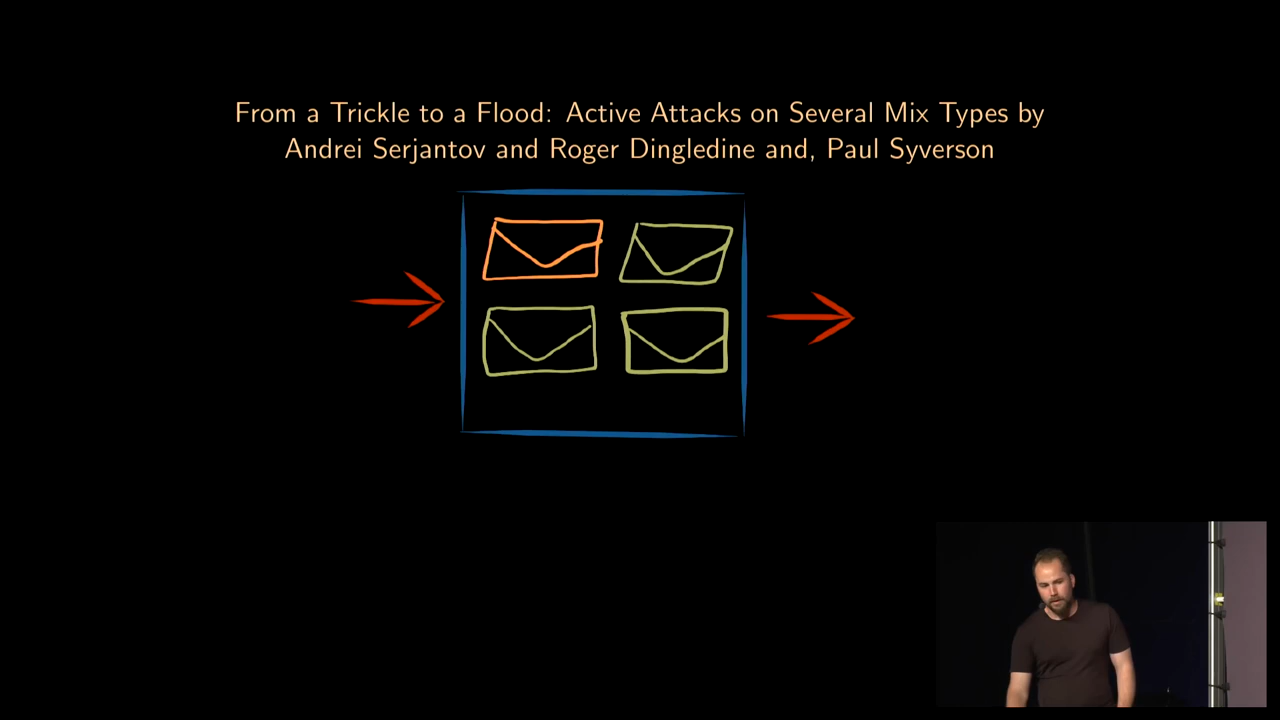 From a Trickle to a Flood: Active Attacks on Several Mix Types by
Andrei Serjantov and Roger Dingledine and, Paul Syverson